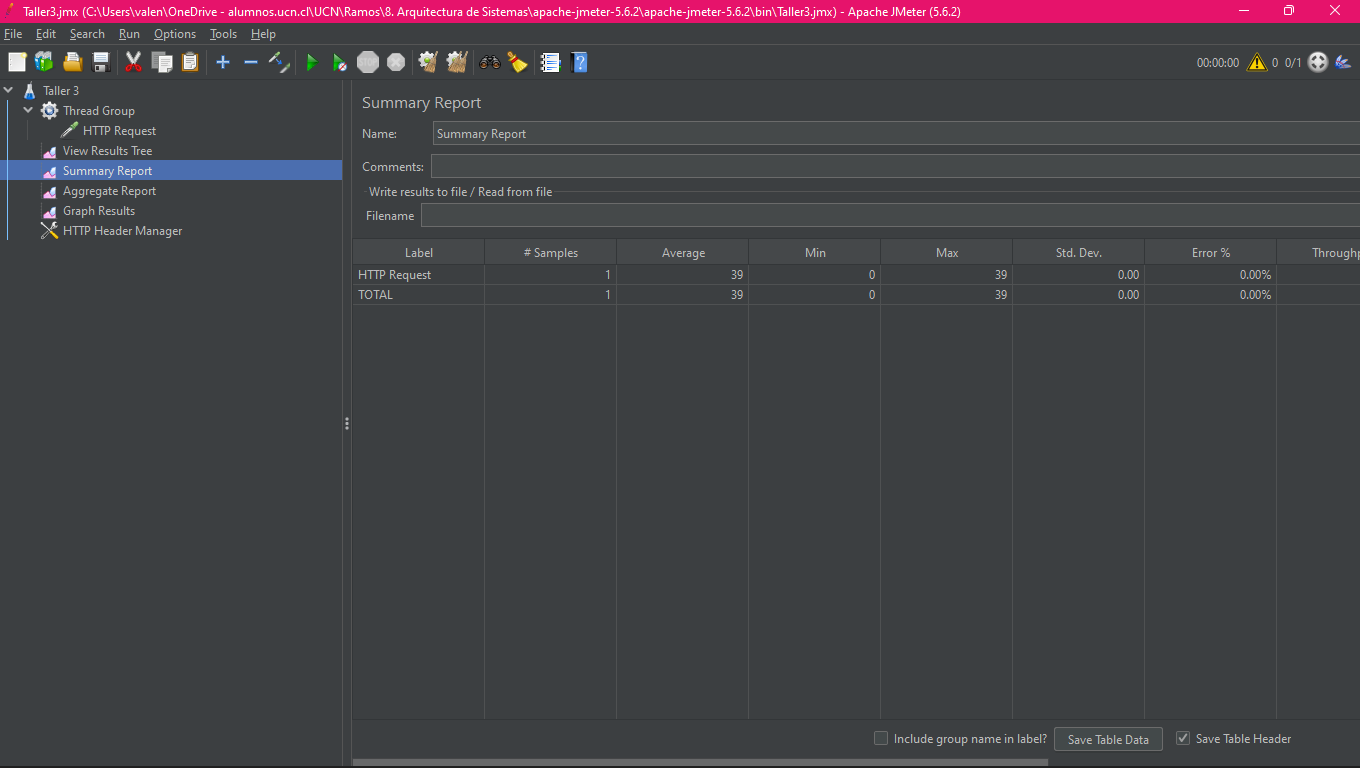 Taller3.jmx (C:\Users\valen\OneDrive - alumnos.ucn.cl\UCN\Ramos\8. Arquitectura de Sistemas\apache-jmeter-5.6.2\apache-jmeter-5.6.2\bin\Taller3.jmx) - Apache JMeter (5.6.2)
File Edit Search Run Options Tools Help
STOP 00:00:00 0 0/1
Taller 3
Thread Group
HTTP Request
View Results Tree
Summary Report
Aggregate Report
Graph Results
HTTP Header Manager
Summary Report
Name: Summary Report
Comments:
Write results to file / Read from file
Filename
Label # Samples Average Min Max Std. Dev. Error % Throughp
HTTP Request 1 39 0 39 0.00 0.00%
TOTAL 1 39 0 39 0.00 0.00%
Include group name in label? Save Table Data Save Table Header